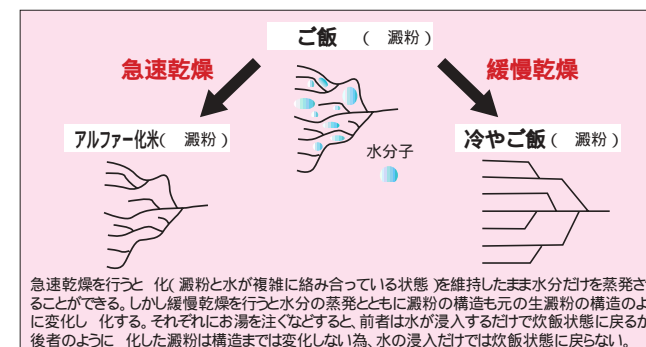 ご飯 （ 澱粉）
急速乾燥
緩慢乾燥
アルファー化米（ 澱粉）
水分子
冷やご飯（ 澱粉）
急速乾燥を行うと 化（澱粉と水が複雑に絡み合っている状態）を維持したまま水分だけを蒸発さ
ることができる。しかし緩慢乾燥を行うと水分の蒸発とともに澱粉の構造も元の生澱粉の構造のよ
に変化し 化する。それぞれにお湯を注ぐなどすると、前者は水が浸入するだけで炊飯状態に戻るが
後者のように 化した澱粉は構造までは変化しない為、水の浸入だけでは炊飯状態に戻らない。